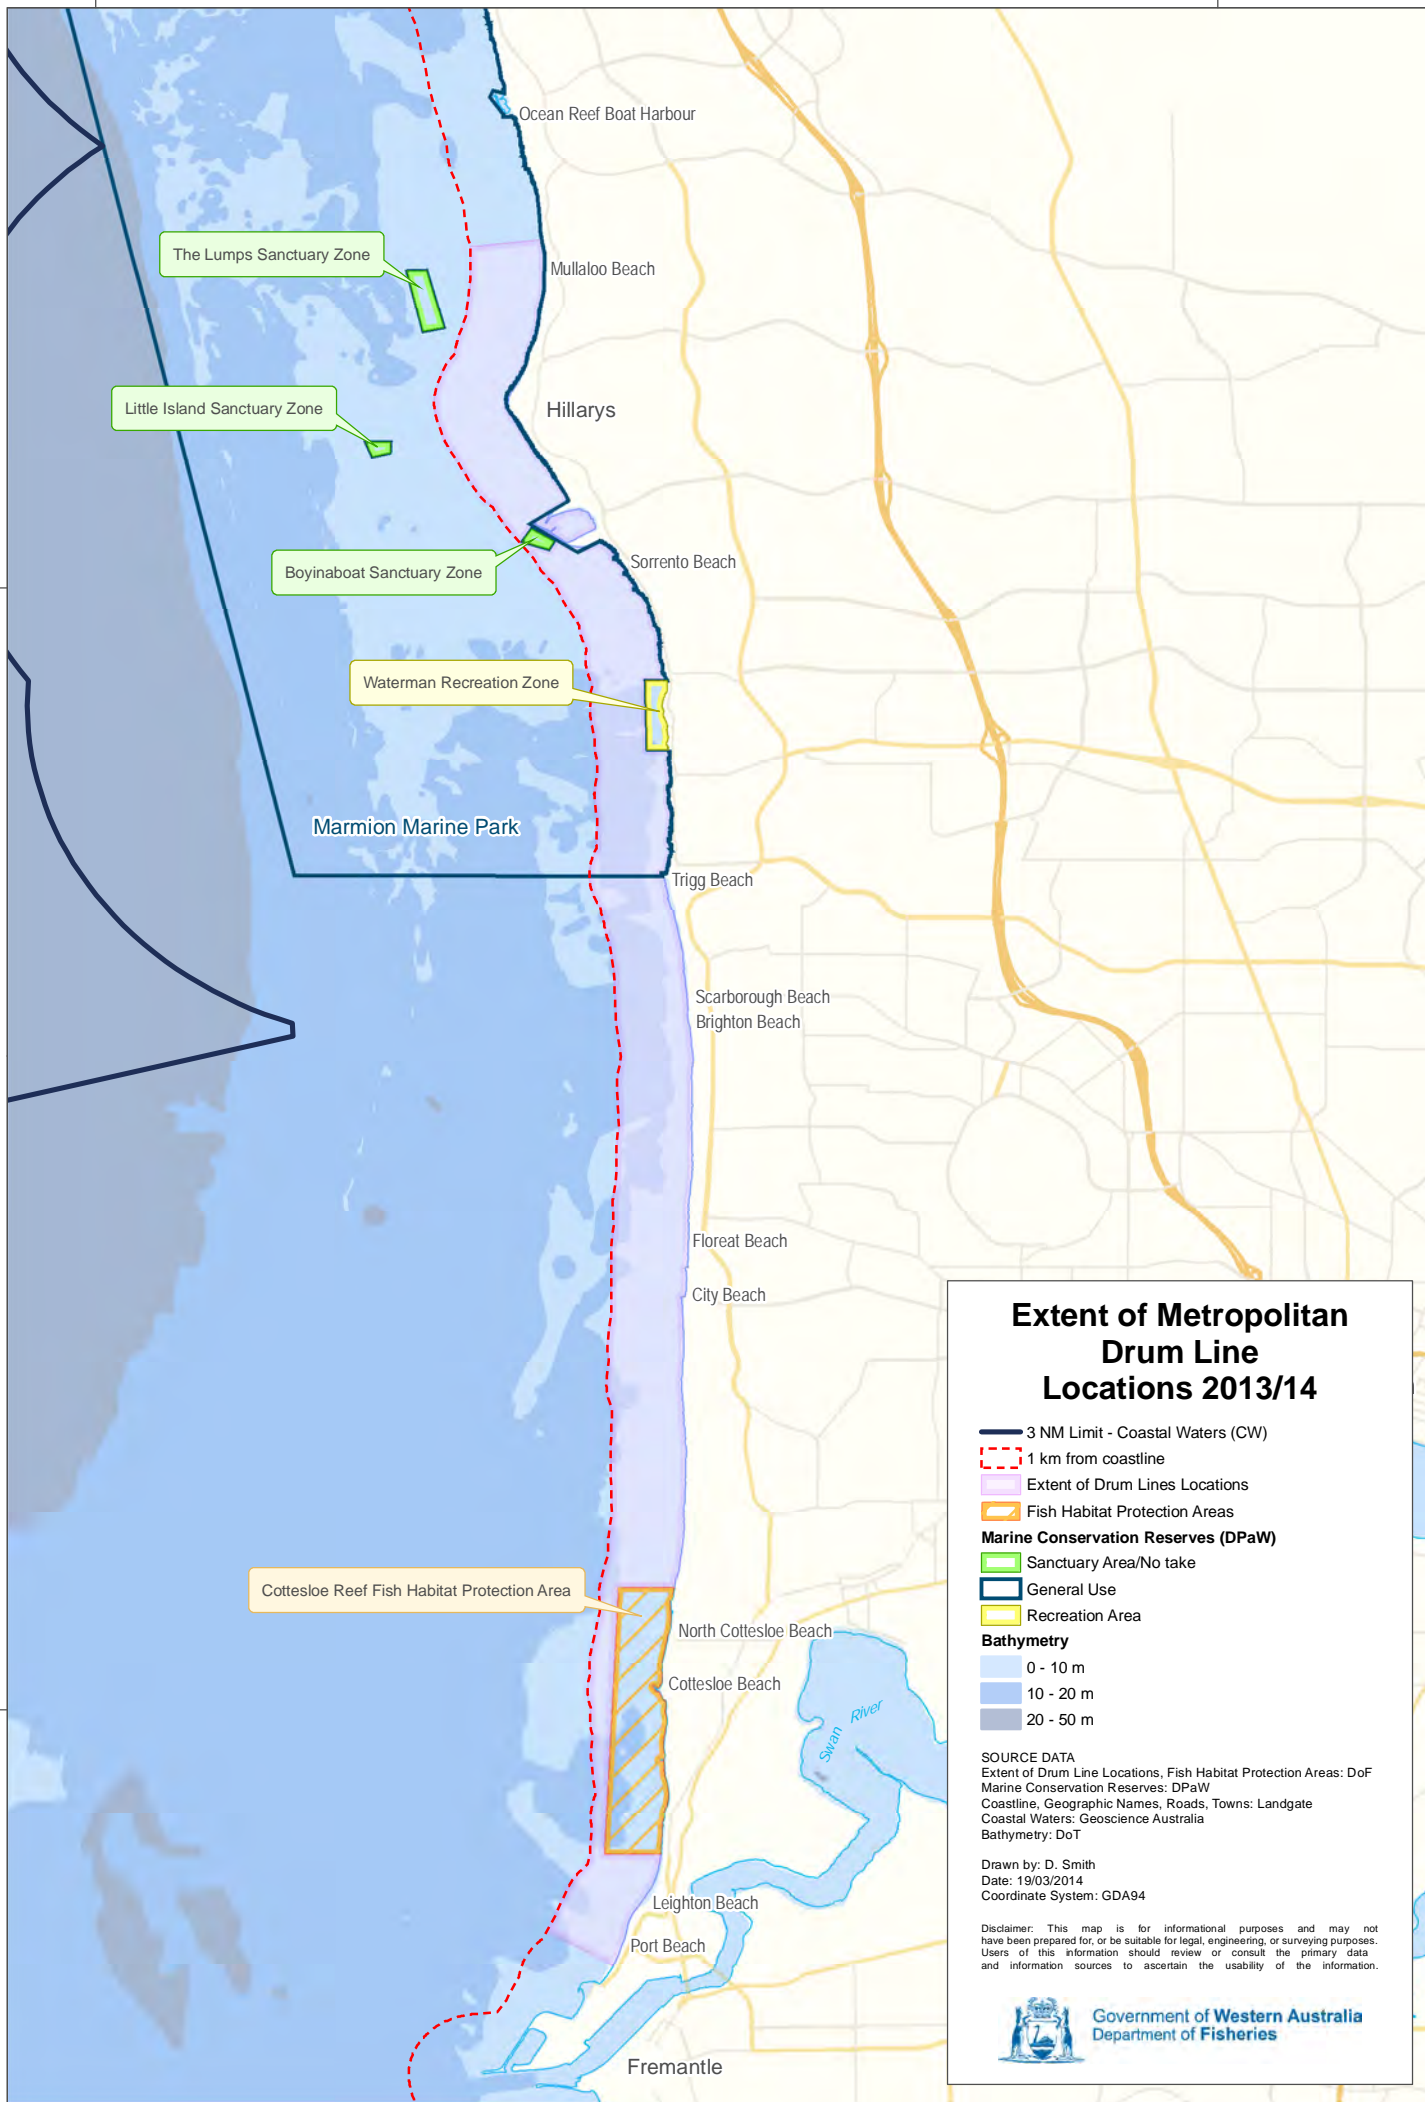 Ocean Reef Boat Harbour
The Lumps Sanctuary Zone
Mullaloo Beach
Little Island Sanctuary Zone
Hillarys
Boyinaboat Sanctuary Zone
Sorrento Beach
Waterman Recreation Zone
Marmion Marine Park
Trigg Beach
Scarborough Beach
Brighton Beach
Floreat Beach
City Beach
Cottesloe Reef Fish Habitat Protection Area
North Cottesloe Beach
Cottesloe Beach
Swan River
Leighton Beach
Port Beach
Fremantle
Extent of Metropolitan
Drum Line
Locations 2013/14
3 NM Limit - Coastal Waters (CW)
1 km from coastline
Extent of Drum Lines Locations
Fish Habitat Protection Areas
Marine Conservation Reserves (DPaW)
Sanctuary Area/No take
General Use
Recreation Area
Bathymetry
0 - 10 m
10 - 20 m
20 - 50 m
SOURCE DATA
Extent of Drum Line Locations, Fish Habitat Protection Areas: DoF
Marine Conservation Reserves: DPaW
Coastline, Geographic Names, Roads, Towns: Landgate
Coastal Waters: Geoscience Australia
Bathymetry: DoT
Drawn by: D. Smith
Date: 19/03/2014
Coordinate System: GDA94
Disclaimer: This map is for informational purposes and may not
have been prepared for, or be suitable for legal, engineering, or surveying purposes.
Users of this information should review or consult the primary data
and information sources to ascertain the usability of the information.
Government of Western Australia
Department of Fisheries